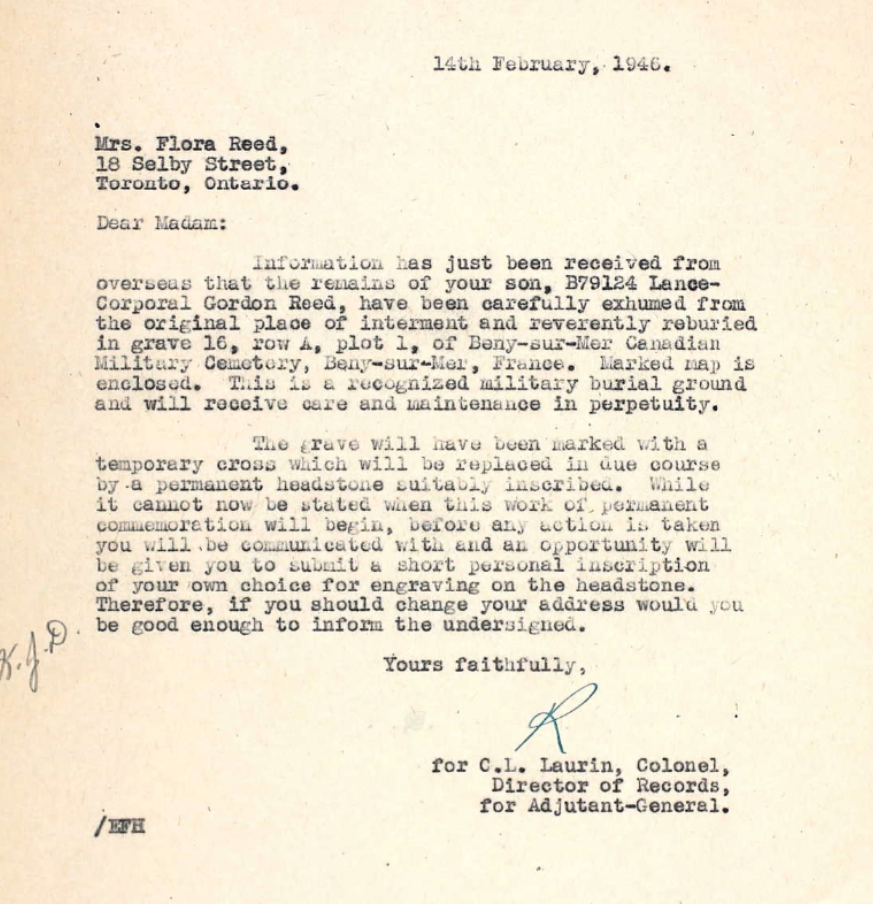 14th February, 1946.
Mrs. Flora Reed,
18 Selby Street,
Toronto, Ontario.
Dear Madam:
Information has just been received from
overseas that the remains of your son, B79124 Lance-
Corporal Gordon Reed, have been carefully exhumed from
the original place of interment and reverently reburied
in grave 16, row A, plot 1, of Beny-sur-Mer Canadian
Military Cemetery, Beny-sur-Mer, France. Marked map is
enclosed. This is a recognized military burial ground
and will receive care and maintenance in perpetuity.
The grave will have been marked with a
temporary cross which will be replaced in due course
by a permanent headstone suitably inscribed. While
it cannot now be stated when this work of permanent
commemoration will begin, before any action is taken
you will be communicated with and an opportunity will
be given you to submit a short personal inscription
of your own choice for engraving on the headstone.
Therefore, if you should change your address would you
be good enough to inform the undersigned.
K.J.D.
Yours faithfully,
R
for C.L. Laurin, Colonel,
Director of Records,
for Adjutant-General.
/EFH